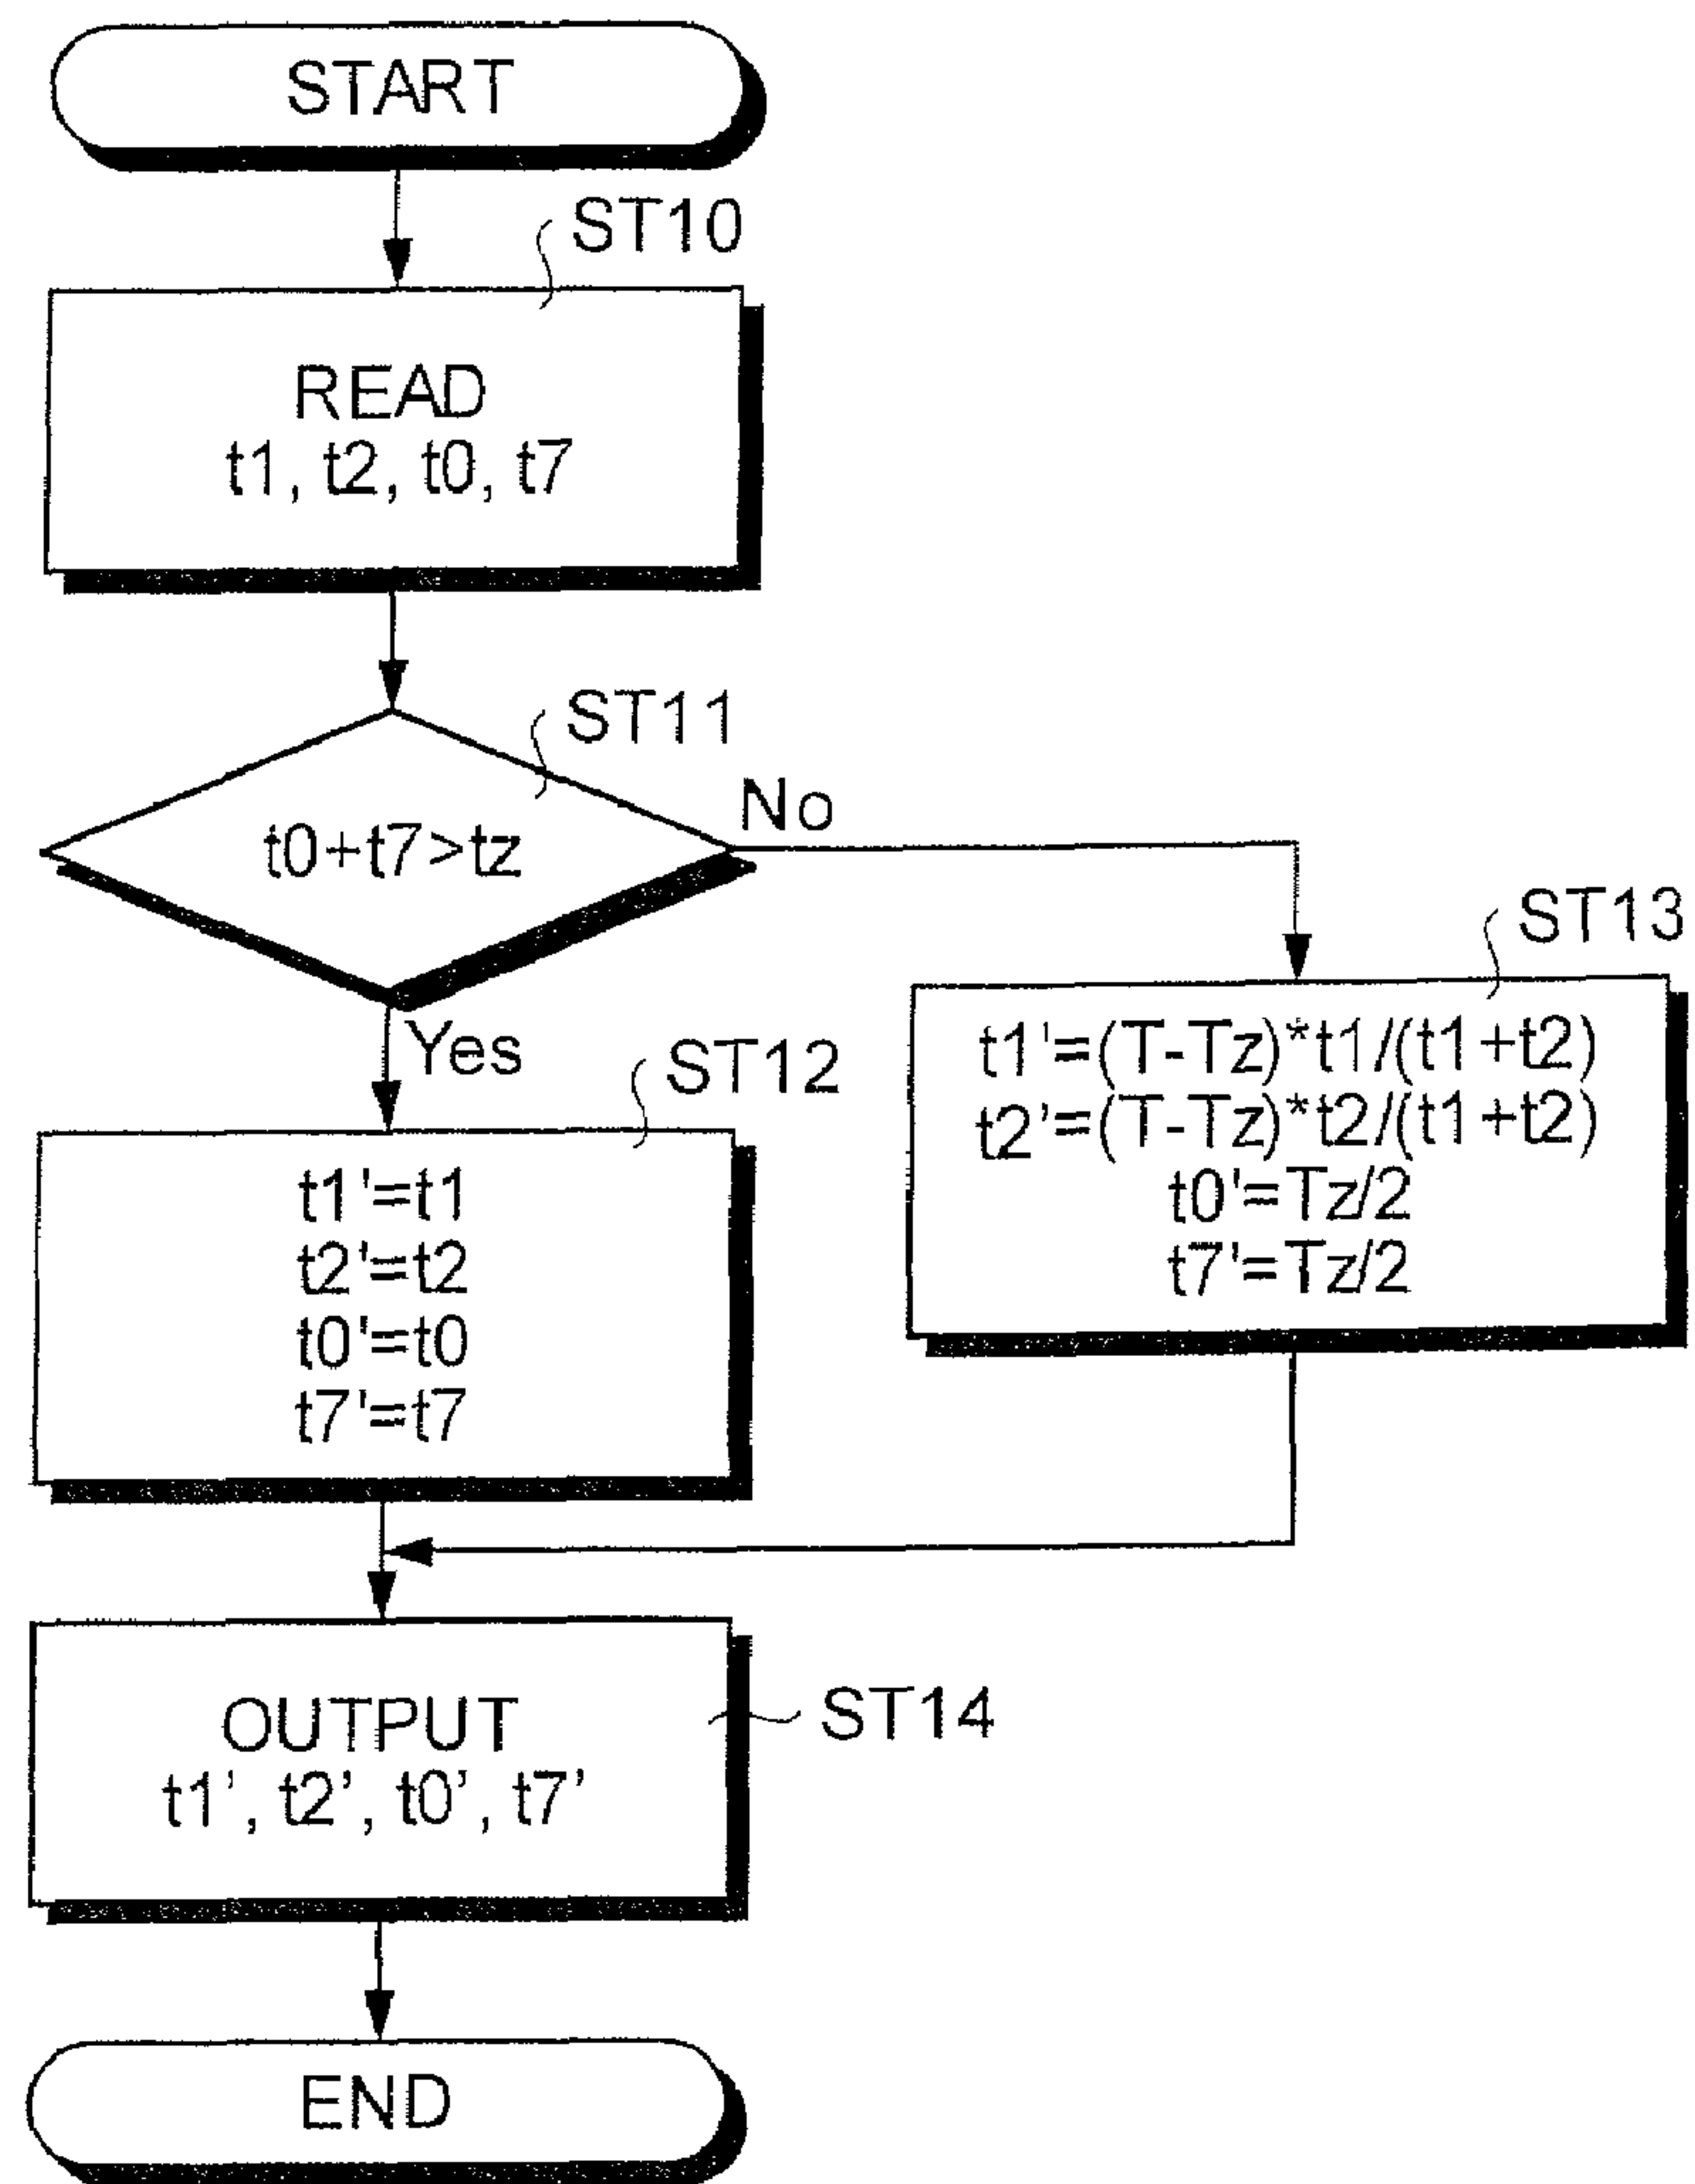 START
ST10
READ
t1, t2, t0, t7
ST11
t0+t7>tz
No
Yes
ST13
t1'=(T-Tz)*t1/(t1+t2)
t2'=(T-Tz)*t2/(t1+t2)
t0'=Tz/2
t7'=Tz/2
ST12
t1'=t1
t2'=t2
t0'=t0
t7'=t7
OUTPUT
t1', t2', t0', t7'
ST14
END